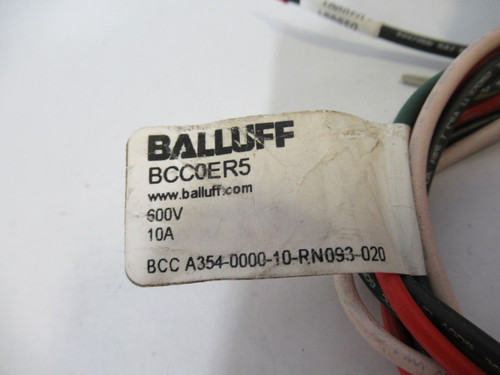 BALLUFF
BCC0ER5
www.balluff.com
600V
10A
BCC A354-0000-10-RN093-020